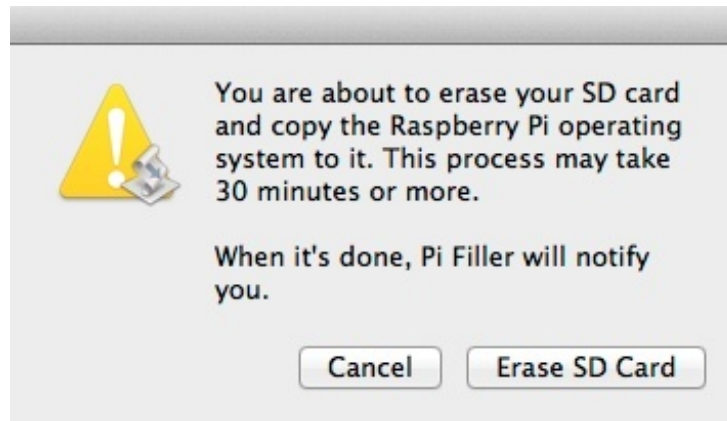 You are about to erase your SD card
and copy the Raspberry Pi operating
system to it. This process may take
30 minutes or more.
When it's done, Pi Filler will notify
you.
Cancel Erase SD Card